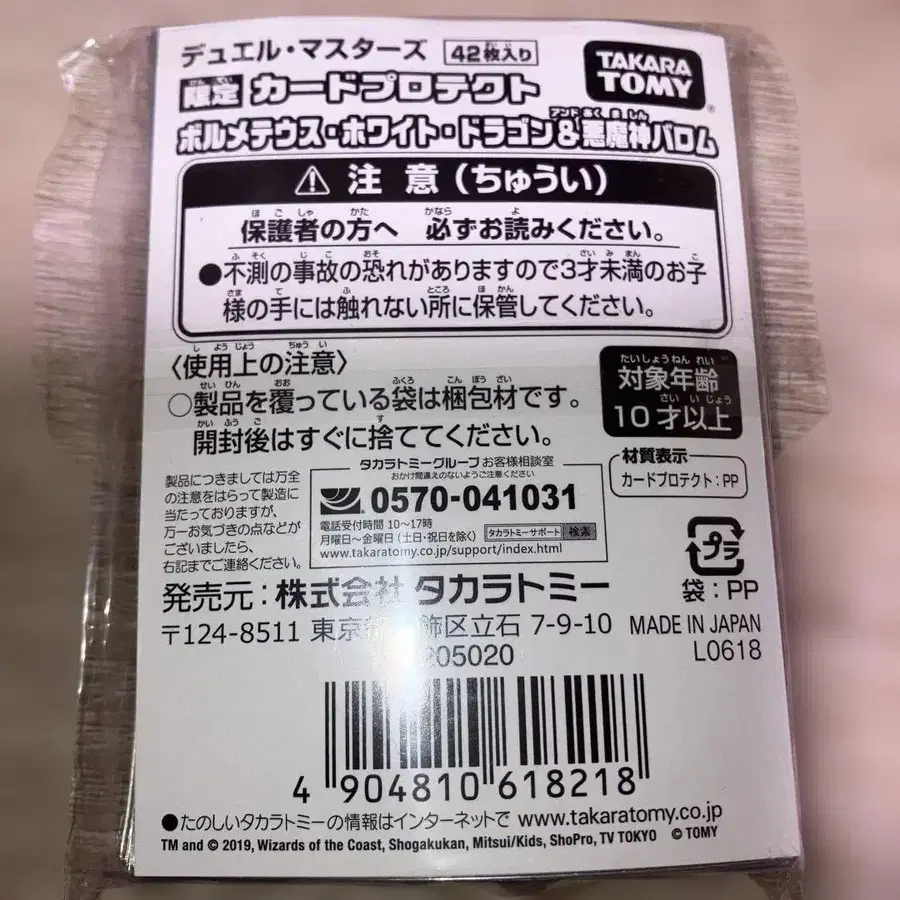 デュエル・マスターズ 42枚入り
TAKARA TOMY
限定 カードプロテクト
ボルメテウス・ホワイト・ドラゴン&悪魔神バロム
⚠ 注意(ちゅうい)
保護者の方へ 必ずお読みください。
●不測の事故の恐れがありますので3才未満のお子
様の手には触れない所に保管してください。
〈使用上の注意〉
○製品を覆っている袋は梱包材です。
開封後はすぐに捨ててください。
対象年齢
10才以上
材質表示
カードプロテクト:PP
製品につきましては万全
の注意をはらって製造に
当たっておりますが、
万一お気づきの点などが
ございましたら、
右記までご連絡ください。
タカラトミーグループ お客様相談室
おかけ間違えのないようご注意ください
0570-041031
電話受付時間 10〜17時
月曜日〜金曜日(土日・祝日を除く)
タカラトミーサポート 検索
www.takaratomy.co.jp/support/index.html
プラ
袋:PP
発売元:株式会社 タカラトミー
〒124-8511 東京 飾区立石 7-9-10
MADE IN JAPAN
205020
L0618
4 904810 618218
●たのしいタカラトミーの情報はインターネットで www.takaratomy.co.jp
TM and © 2019, Wizards of the Coast, Shogakukan, Mitsui/Kids, ShoPro, TV TOKYO © TOMY